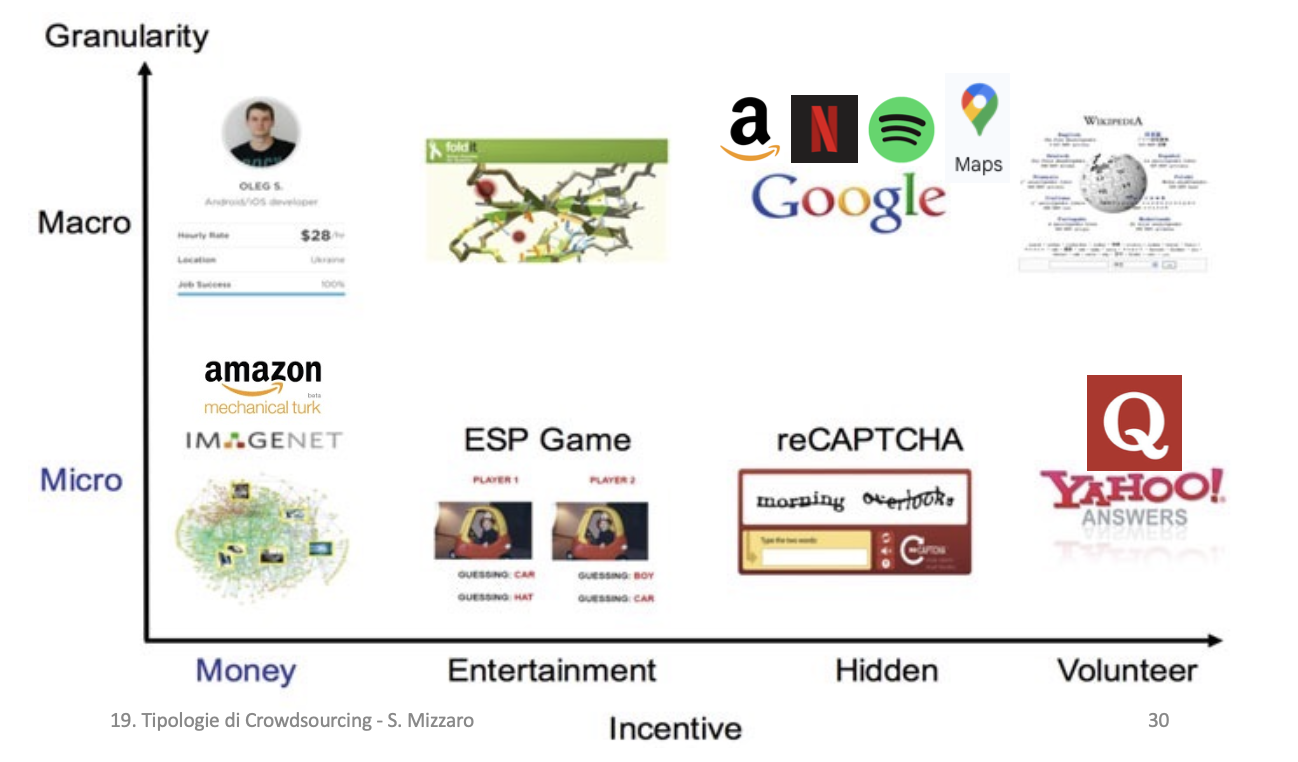 Granularity
Macro
Micro
OLEG S.
Android/iOS developer
Hourly Rate $28/hr
Location Ukraine
Job Success 100%
foldit
a
N
Maps
Google
WIKIPEDIA
amazon
beta
mechanical turk
IMAGENET
ESP Game
PLAYER 1 PLAYER 2
GUESSING: CAR GUESSING: BOY
GUESSING: HAT GUESSING: CAR
reCAPTCHA
morning overlooks
Type the two words:
Q
YAHOO!
ANSWERS
Money Entertainment Hidden Volunteer
Incentive
19. Tipologie di Crowdsourcing - S. Mizzaro
30